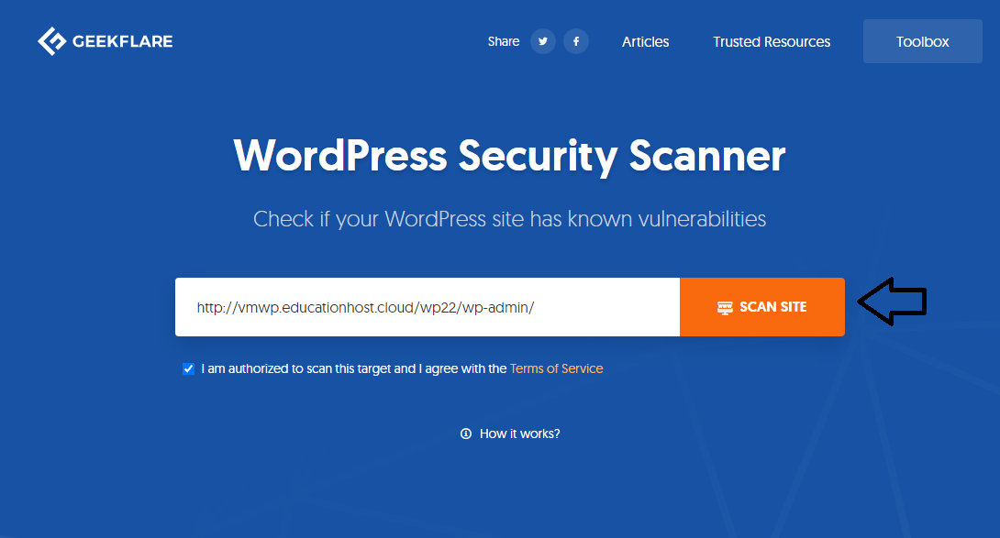 GEEKFLARE
Share
Articles
Trusted Resources
Toolbox
WordPress Security Scanner
Check if your WordPress site has known vulnerabilities
http://vmwp.educationhost.cloud/wp22/wp-admin/
SCAN SITE
I am authorized to scan this target and I agree with the Terms of Service
How it works?